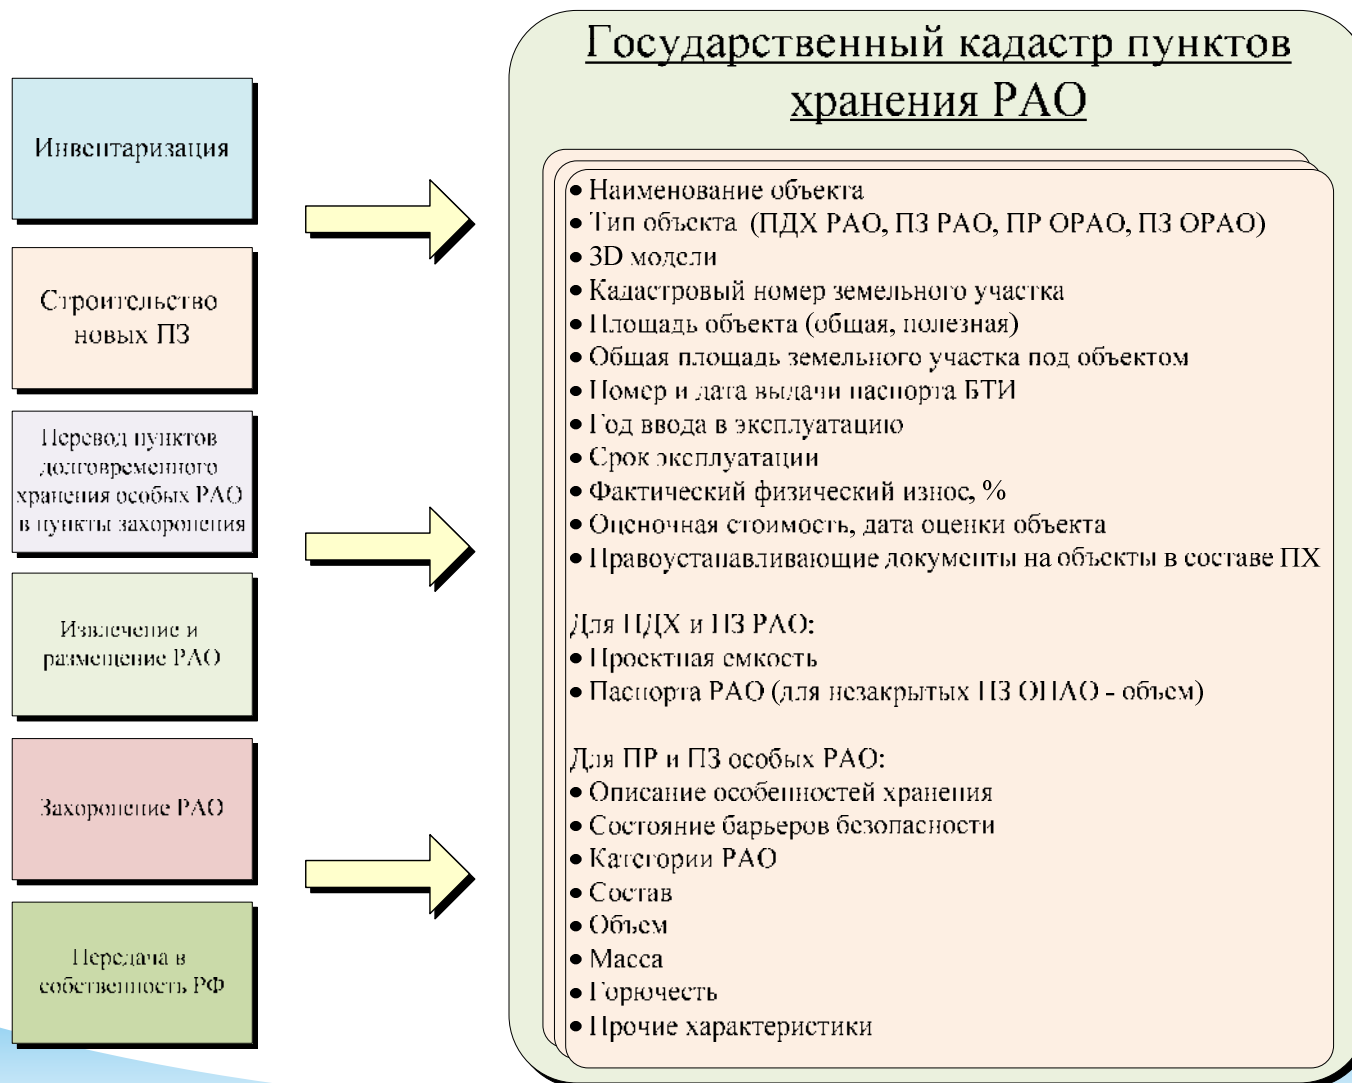 Государственный кадастр пунктов
хранения РАО
Инвентаризация
Строительство
новых ПЗ
Перевод пунктов
долговременного
хранения особых РАО
в пункты захоронения
Извлечение и
размещение РАО
Захоронение РАО
Передача в
собственность РФ
• Наименование объекта
• Тип объекта (ПДХ РАО, ПЗ РАО, ПР ОРАО, ПЗ ОРАО)
• 3D модели
• Кадастровый номер земельного участка
• Площадь объекта (общая, полезная)
• Общая площадь земельного участка под объектом
• Номер и дата выдачи паспорта БТИ
• Год ввода в эксплуатацию
• Срок эксплуатации
• Фактический физический износ, %
• Оценочная стоимость, дата оценки объекта
• Правоустанавливающие документы на объекты в составе ПХ
Для ПДХ и ПЗ РАО:
• Проектная емкость
• Паспорта РАО (для незакрытых ПЗ ОНАО - объем)
Для ПР и ПЗ особых РАО:
• Описание особенностей хранения
• Состояние барьеров безопасности
• Категории РАО
• Состав
• Объем
• Масса
• Горючесть
• Прочие характеристики